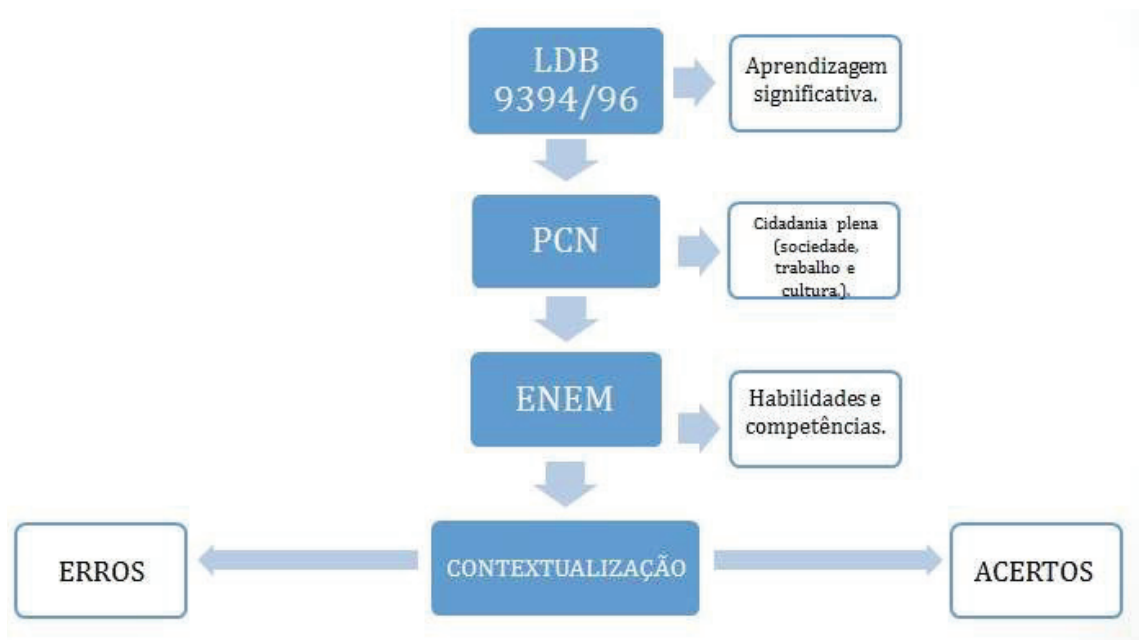 LDB
9394/96
Aprendizagem
significativa.
PCN
Cidadania plena
(sociedade,
trabalho e
cultura.).
ENEM
Habilidades e
competências.
ERROS
CONTEXTUALIZAÇÃO
ACERTOS